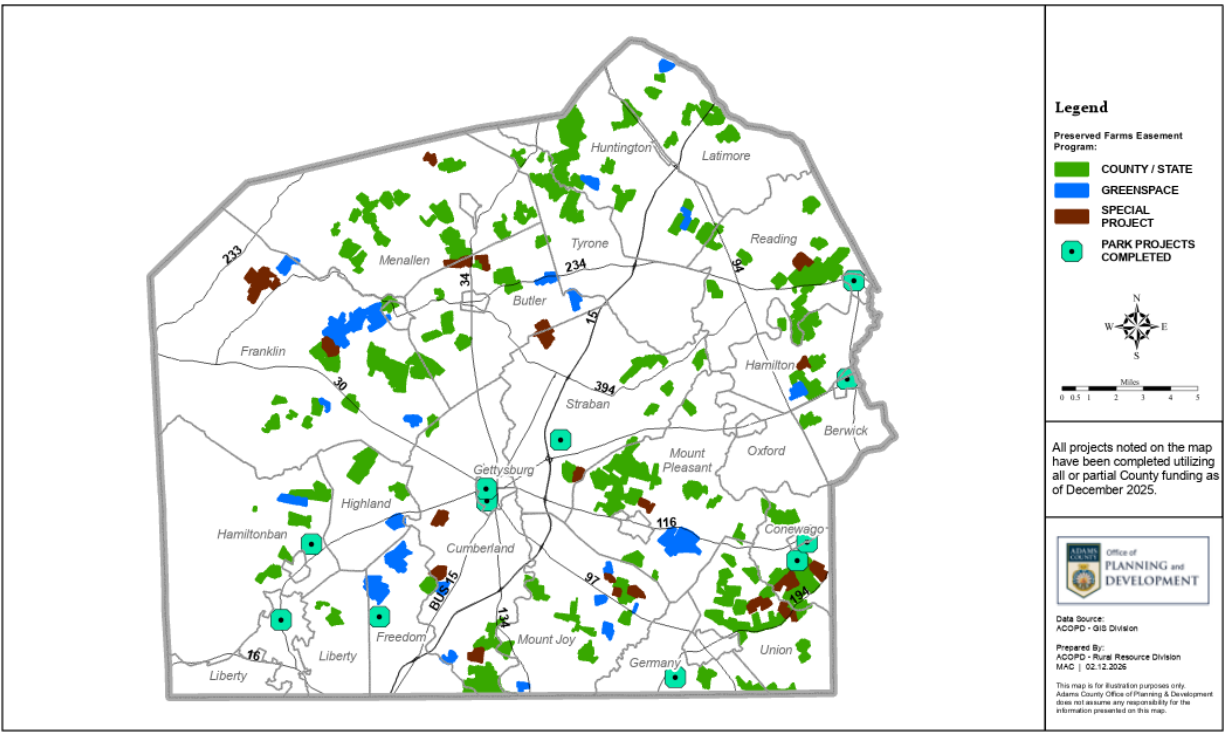 Huntington
Latimore
Tyrone
Reading
233
Menallen
234
94
34
Butler
15
Franklin
30
Hamilton
394
Straban
Berwick
Mount
Pleasant
Oxford
Gettysburg
Highland
116
Conewago
Hamiltonban
Cumberland
97
BUS 15
194
134
Freedom
Mount Joy
16
Liberty
Liberty
Germany
Union
Legend
Preserved Farms Easement
Program:
COUNTY / STATE
GREENSPACE
SPECIAL
PROJECT
PARK PROJECTS
COMPLETED
N
W
E
S
Miles
0 0.5 1 2 3 4 5
All projects noted on the map
have been completed utilizing
all or partial County funding as
of December 2025.
ADAMS
COUNTY
Office of
PLANNING and
DEVELOPMENT
Data Source:
ACOPD - GIS Division
Prepared By:
ACOPD - Rural Resource Division
MAC | 02.12.2026
This map is for illustration purposes only.
Adams County Office of Planning & Development
does not assume any responsibility for the
information presented on this map.